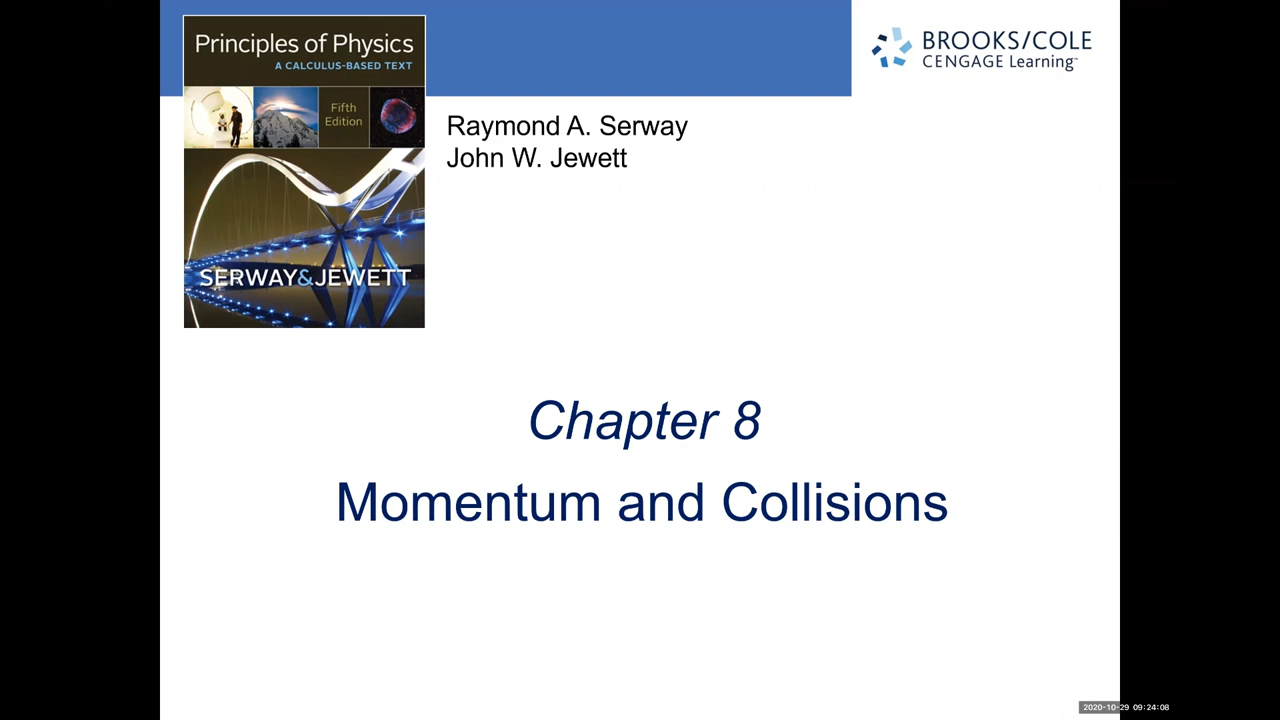 Principles of Physics
A CALCULUS-BASED TEXT
Fifth
Edition
SERWAY&JEWETT
BROOKS/COLE
CENGAGE Learning™
Raymond A. Serway
John W. Jewett
Chapter 8
Momentum and Collisions
2020-10-29 09:24:08